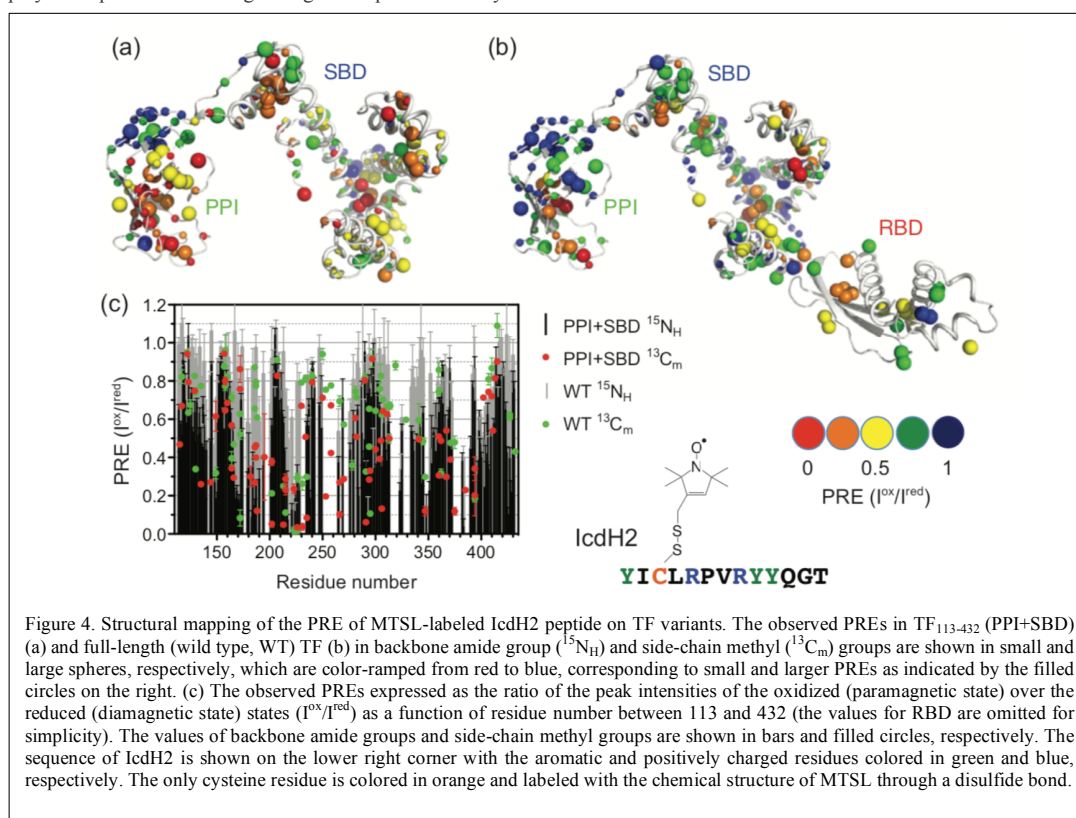 (a)
SBD
PPI
(b)
SBD
PPI
RBD
(c)
1.2
1.0
0.8
0.6
0.4
0.2
0.0
PRE (I^ox/I^red)
150 200 250 300 350 400
Residue number
PPI+SBD ¹⁵N_H
PPI+SBD ¹³C_m
WT ¹⁵N_H
WT ¹³C_m
O
N
S
S
IcdH2
YICLRPVRYYQGT
0 0.5 1
PRE (I^ox/I^red)
Figure 4. Structural mapping of the PRE of MTSL-labeled IcdH2 peptide on TF variants. The observed PREs in TF₁₁₃₋₄₃₂ (PPI+SBD)
(a) and full-length (wild type, WT) TF (b) in backbone amide group (¹⁵N_H) and side-chain methyl (¹³C_m) groups are shown in small and
large spheres, respectively, which are color-ramped from red to blue, corresponding to small and larger PREs as indicated by the filled
circles on the right. (c) The observed PREs expressed as the ratio of the peak intensities of the oxidized (paramagnetic state) over the
reduced (diamagnetic state) states (I^ox/I^red) as a function of residue number between 113 and 432 (the values for RBD are omitted for
simplicity). The values of backbone amide groups and side-chain methyl groups are shown in bars and filled circles, respectively. The
sequence of IcdH2 is shown on the lower right corner with the aromatic and positively charged residues colored in green and blue,
respectively. The only cysteine residue is colored in orange and labeled with the chemical structure of MTSL through a disulfide bond.